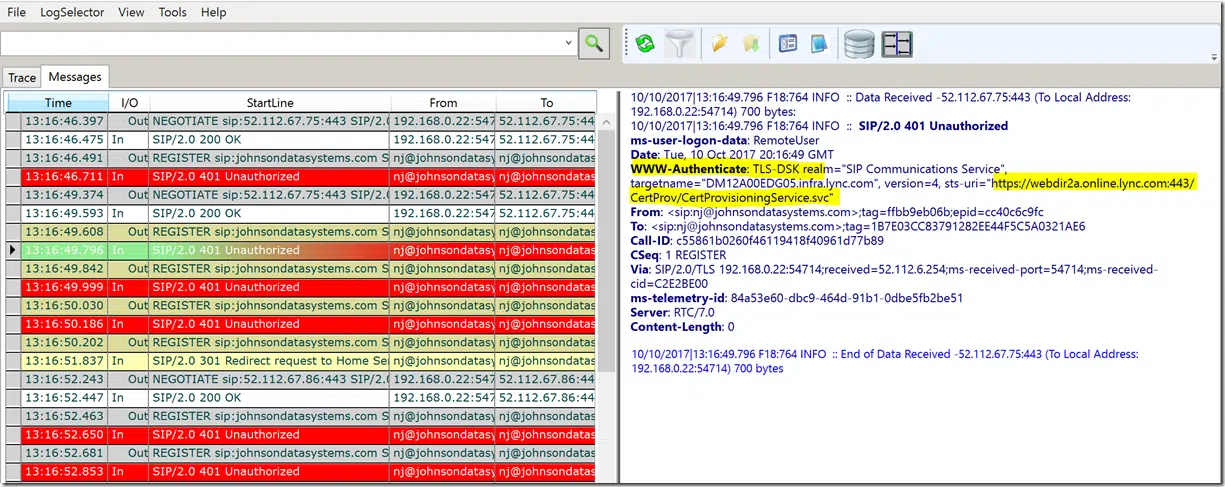 File LogSelector View Tools Help
Trace Messages
Time I/O StartLine From To
13:16:46.397 Out NEGOTIATE sip:52.112.67.75:443 SIP/2.0 192.168.0.22:547 52.112.67.75:44
13:16:46.475 In SIP/2.0 200 OK 192.168.0.22:547 52.112.67.75:44
13:16:46.491 Out REGISTER sip:johnsondatasystems.com S nj@johnsondatasy nj@johnsondatas
13:16:46.711 In SIP/2.0 401 Unauthorized nj@johnsondatasy nj@johnsondatas
13:16:49.374 Out NEGOTIATE sip:52.112.67.75:443 SIP/2.0 192.168.0.22:547 52.112.67.75:44
13:16:49.593 In SIP/2.0 200 OK 192.168.0.22:547 52.112.67.75:44
13:16:49.608 Out REGISTER sip:johnsondatasystems.com S nj@johnsondatasy nj@johnsondatas
13:16:49.796 In SIP/2.0 401 Unauthorized nj@johnsondatasy nj@johnsondatas
13:16:49.842 Out REGISTER sip:johnsondatasystems.com S nj@johnsondatasy nj@johnsondatas
13:16:49.999 In SIP/2.0 401 Unauthorized nj@johnsondatasy nj@johnsondatas
13:16:50.030 Out REGISTER sip:johnsondatasystems.com S nj@johnsondatasy nj@johnsondatas
13:16:50.186 In SIP/2.0 401 Unauthorized nj@johnsondatasy nj@johnsondatas
13:16:50.202 Out REGISTER sip:johnsondatasystems.com S nj@johnsondatasy nj@johnsondatas
13:16:51.837 In SIP/2.0 301 Redirect request to Home Se nj@johnsondatasy nj@johnsondatas
13:16:52.243 Out NEGOTIATE sip:52.112.67.86:443 SIP/2.0 192.168.0.22:547 52.112.67.86:44
13:16:52.447 In SIP/2.0 200 OK 192.168.0.22:547 52.112.67.86:44
13:16:52.463 Out REGISTER sip:johnsondatasystems.com S nj@johnsondatasy nj@johnsondatas
13:16:52.650 In SIP/2.0 401 Unauthorized nj@johnsondatasy nj@johnsondatas
13:16:52.681 Out REGISTER sip:johnsondatasystems.com S nj@johnsondatasy nj@johnsondatas
13:16:52.853 In SIP/2.0 401 Unauthorized nj@johnsondatasy nj@johnsondatas
10/10/2017|13:16:49.796 F18:764 INFO :: Data Received -52.112.67.75:443 (To Local Address:
192.168.0.22:54714) 700 bytes:
10/10/2017|13:16:49.796 F18:764 INFO :: SIP/2.0 401 Unauthorized
ms-user-logon-data: RemoteUser
Date: Tue, 10 Oct 2017 20:16:49 GMT
WWW-Authenticate: TLS-DSK realm="SIP Communications Service",
targetname="DM12A00EDG05.infra.lync.com", version=4, sts-uri="https://webdir2a.online.lync.com:443/
CertProv/CertProvisioningService.svc"
From: <sip:nj@johnsondatasystems.com>;tag=ffbb9eb06b;epid=cc40c6c9fc
To: <sip:nj@johnsondatasystems.com>;tag=1B7E03CC83791282EE44F5C5A0321AE6
Call-ID: c55861b0260f46119418f40961d77b89
CSeq: 1 REGISTER
Via: SIP/2.0/TLS 192.168.0.22:54714;received=52.112.6.254;ms-received-port=54714;ms-received-
cid=C2E2BE00
ms-telemetry-id: 84a53e60-dbc9-464d-91b1-0dbe5fb2be51
Server: RTC/7.0
Content-Length: 0
10/10/2017|13:16:49.796 F18:764 INFO :: End of Data Received -52.112.67.75:443 (To Local Address:
192.168.0.22:54714) 700 bytes